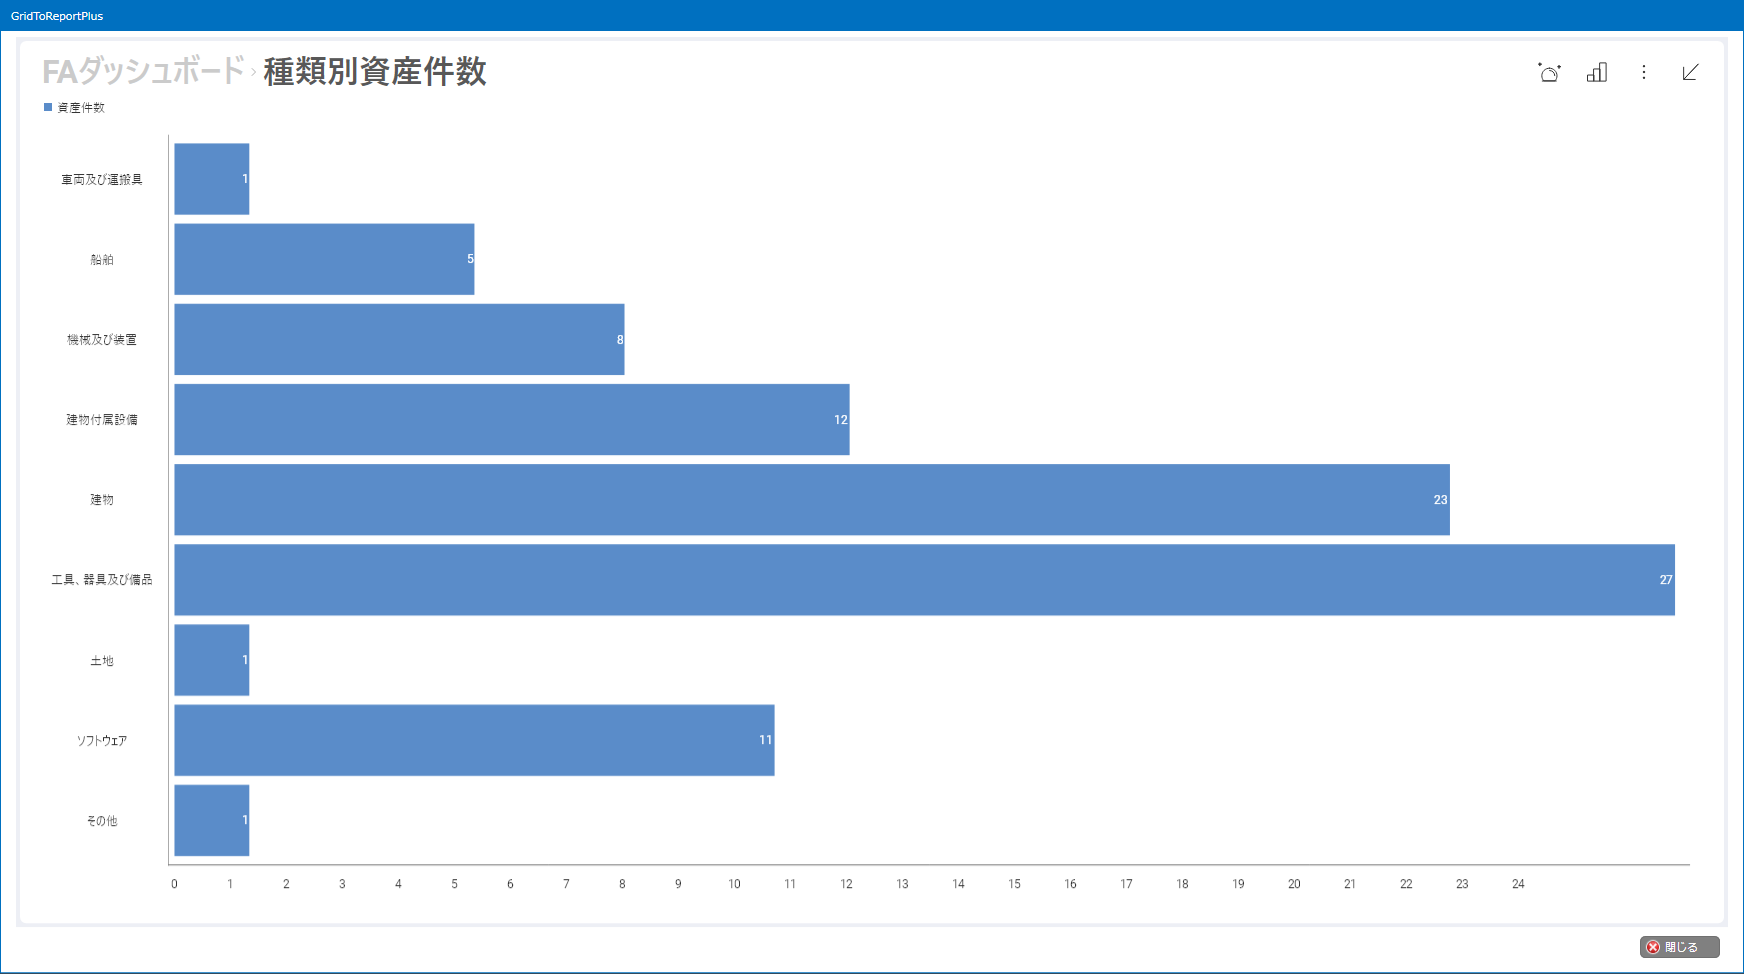 GridToReportPlus
FAダッシュボード › 種類別資産件数
資産件数
車両及び運搬具 1
船舶 5
機械及び装置 8
建物付属設備 12
建物 23
工具、器具及び備品 27
土地 1
ソフトウェア 11
その他 1
0 1 2 3 4 5 6 7 8 9 10 11 12 13 14 15 16 17 18 19 20 21 22 23 24
閉じる